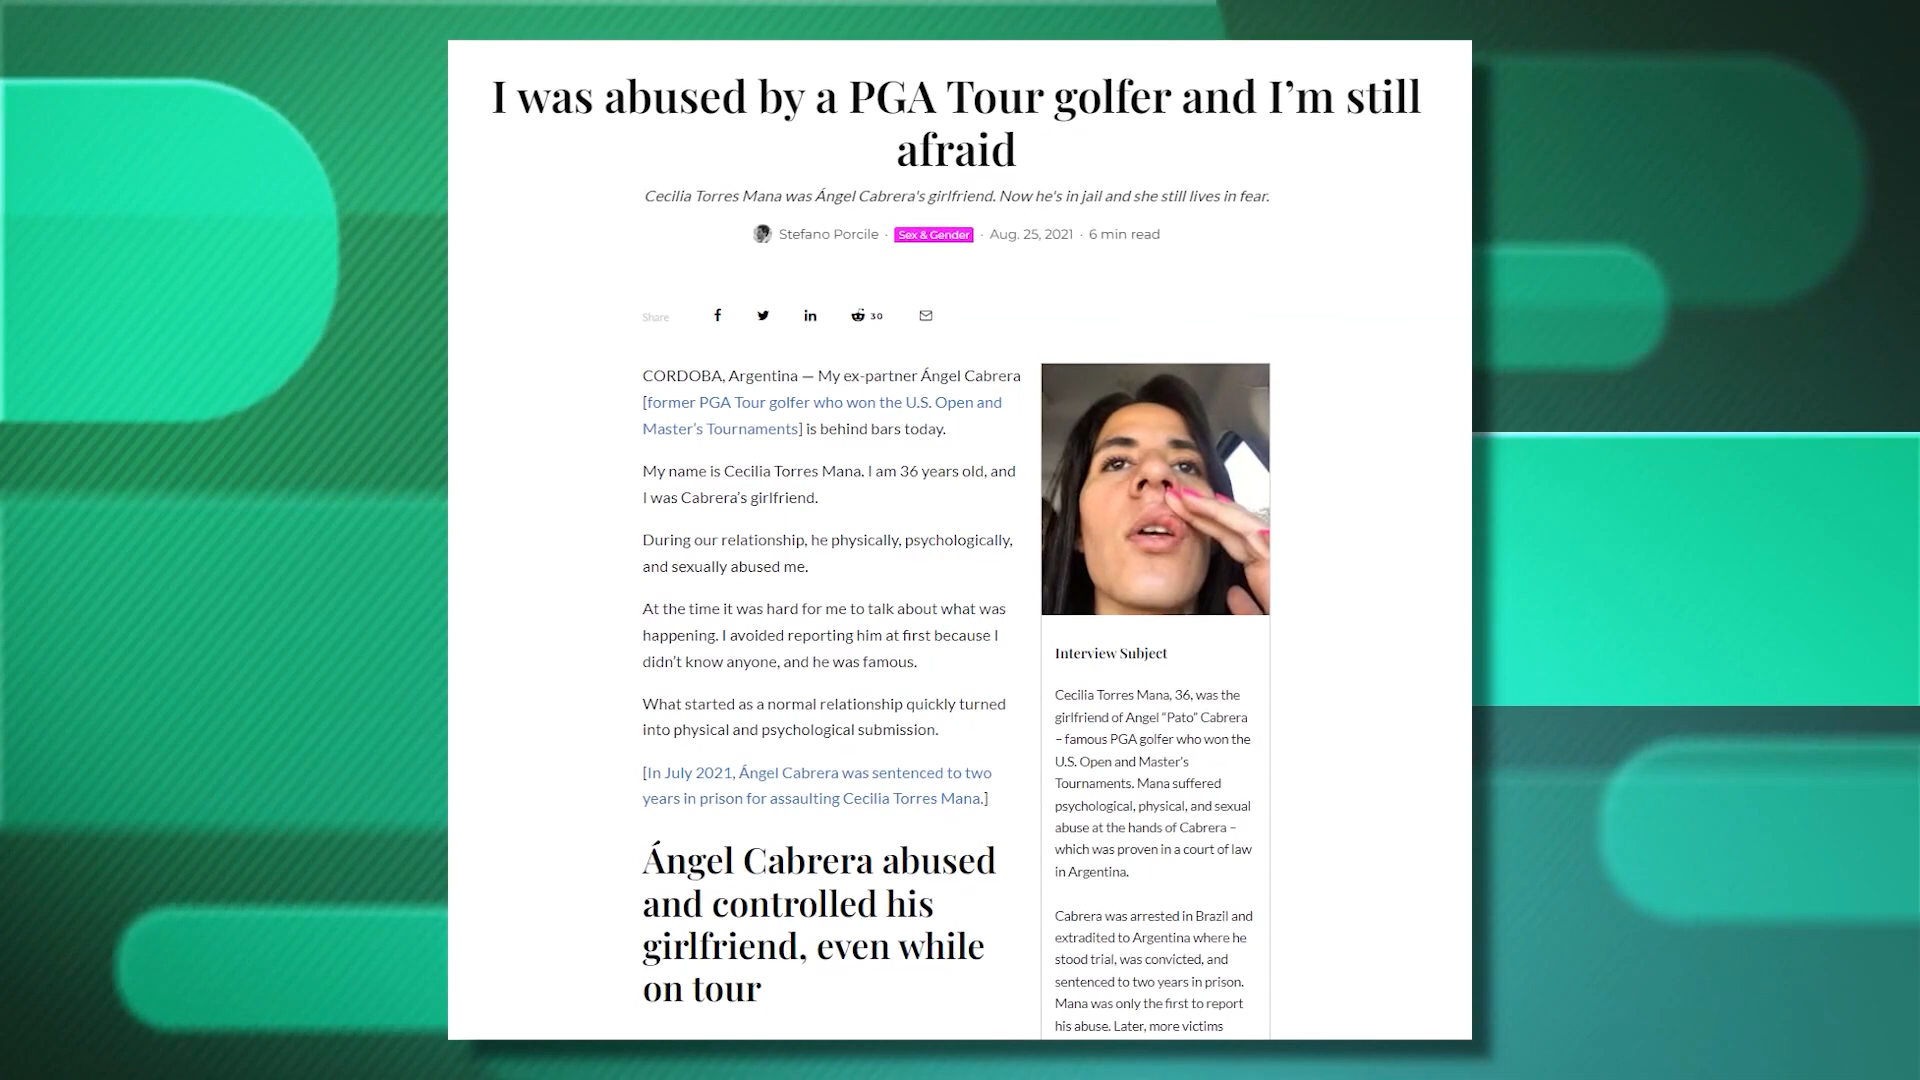 I was abused by a PGA Tour golfer and I’m still
afraid
Cecilia Torres Mana was Ángel Cabrera's girlfriend. Now he's in jail and she still lives in fear.
Stefano Porcile · Sex & Gender · Aug. 25, 2021 · 6 min read
Share 30
CORDOBA, Argentina — My ex-partner Ángel Cabrera
[former PGA Tour golfer who won the U.S. Open and
Master’s Tournaments] is behind bars today.
My name is Cecilia Torres Mana. I am 36 years old, and
I was Cabrera’s girlfriend.
During our relationship, he physically, psychologically,
and sexually abused me.
At the time it was hard for me to talk about what was
happening. I avoided reporting him at first because I
didn’t know anyone, and he was famous.
What started as a normal relationship quickly turned
into physical and psychological submission.
[In July 2021, Ángel Cabrera was sentenced to two
years in prison for assaulting Cecilia Torres Mana.]
Ángel Cabrera abused
and controlled his
girlfriend, even while
on tour
Interview Subject
Cecilia Torres Mana, 36, was the
girlfriend of Angel “Pato” Cabrera
– famous PGA golfer who won the
U.S. Open and Master’s
Tournaments. Mana suffered
psychological, physical, and sexual
abuse at the hands of Cabrera –
which was proven in a court of law
in Argentina.
Cabrera was arrested in Brazil and
extradited to Argentina where he
stood trial, was convicted, and
sentenced to two years in prison.
Mana was only the first to report
his abuse. Later, more victims